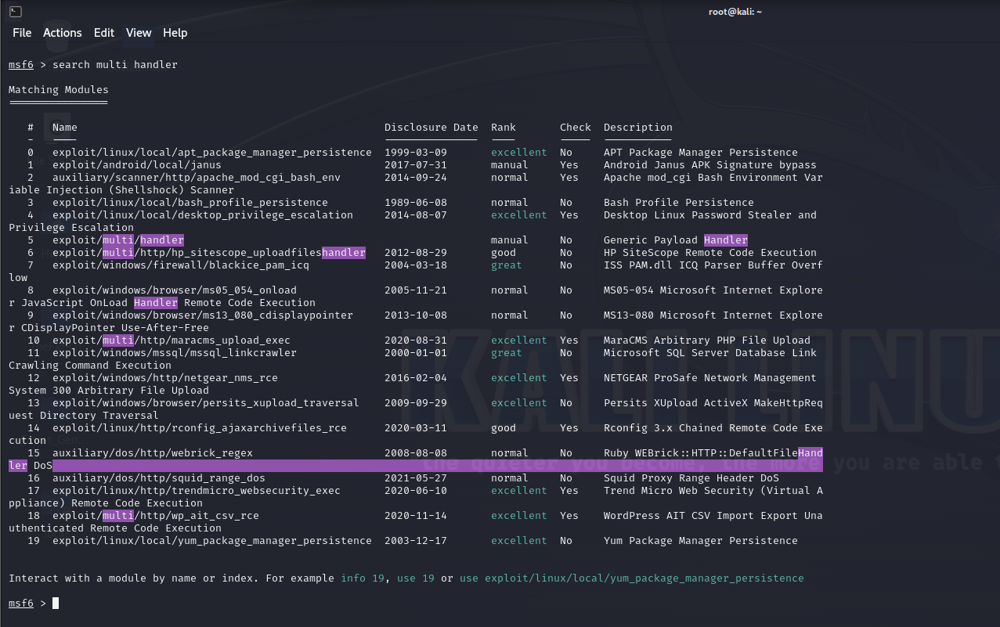 root@kali: ~
File Actions Edit View Help
msf6 > search multi handler
Matching Modules
================
# Name Disclosure Date Rank Check Description
- ---- --------------- ---- ----- -----------
0 exploit/linux/local/apt_package_manager_persistence 1999-03-09 excellent No APT Package Manager Persistence
1 exploit/android/local/janus 2017-07-31 manual Yes Android Janus APK Signature bypass
2 auxiliary/scanner/http/apache_mod_cgi_bash_env 2014-09-24 normal Yes Apache mod_cgi Bash Environment Var
iable Injection (Shellshock) Scanner
3 exploit/linux/local/bash_profile_persistence 1989-06-08 normal No Bash Profile Persistence
4 exploit/linux/local/desktop_privilege_escalation 2014-08-07 excellent Yes Desktop Linux Password Stealer and
Privilege Escalation
5 exploit/multi/handler manual No Generic Payload Handler
6 exploit/multi/http/hp_sitescope_uploadfileshandler 2012-08-29 good No HP SiteScope Remote Code Execution
7 exploit/windows/firewall/blackice_pam_icq 2004-03-18 great No ISS PAM.dll ICQ Parser Buffer Overf
low
8 exploit/windows/browser/ms05_054_onload 2005-11-21 normal No MS05-054 Microsoft Internet Explore
r JavaScript OnLoad Handler Remote Code Execution
9 exploit/windows/browser/ms13_080_cdisplaypointer 2013-10-08 normal No MS13-080 Microsoft Internet Explore
r CDisplayPointer Use-After-Free
10 exploit/multi/http/maracms_upload_exec 2020-08-31 excellent Yes MaraCMS Arbitrary PHP File Upload
11 exploit/windows/mssql/mssql_linkcrawler 2000-01-01 great No Microsoft SQL Server Database Link
Crawling Command Execution
12 exploit/windows/http/netgear_nms_rce 2016-02-04 excellent Yes NETGEAR ProSafe Network Management
System 300 Arbitrary File Upload
13 exploit/windows/browser/persits_xupload_traversal 2009-09-29 excellent No Persits XUpload ActiveX MakeHttpReq
uest Directory Traversal
14 exploit/linux/http/rconfig_ajaxarchivefiles_rce 2020-03-11 good Yes Rconfig 3.x Chained Remote Code Exe
cution
15 auxiliary/dos/http/webrick_regex 2008-08-08 normal No Ruby WEBrick::HTTP::DefaultFileHand
ler DoS
16 auxiliary/dos/http/squid_range_dos 2021-05-27 normal No Squid Proxy Range Header DoS
17 exploit/linux/http/trendmicro_websecurity_exec 2020-06-10 excellent Yes Trend Micro Web Security (Virtual A
ppliance) Remote Code Execution
18 exploit/multi/http/wp_ait_csv_rce 2020-11-14 excellent Yes WordPress AIT CSV Import Export Una
uthenticated Remote Code Execution
19 exploit/linux/local/yum_package_manager_persistence 2003-12-17 excellent No Yum Package Manager Persistence
Interact with a module by name or index. For example info 19, use 19 or use exploit/linux/local/yum_package_manager_persistence
msf6 >
KALI LINU
the quieter you become, the more you are able t